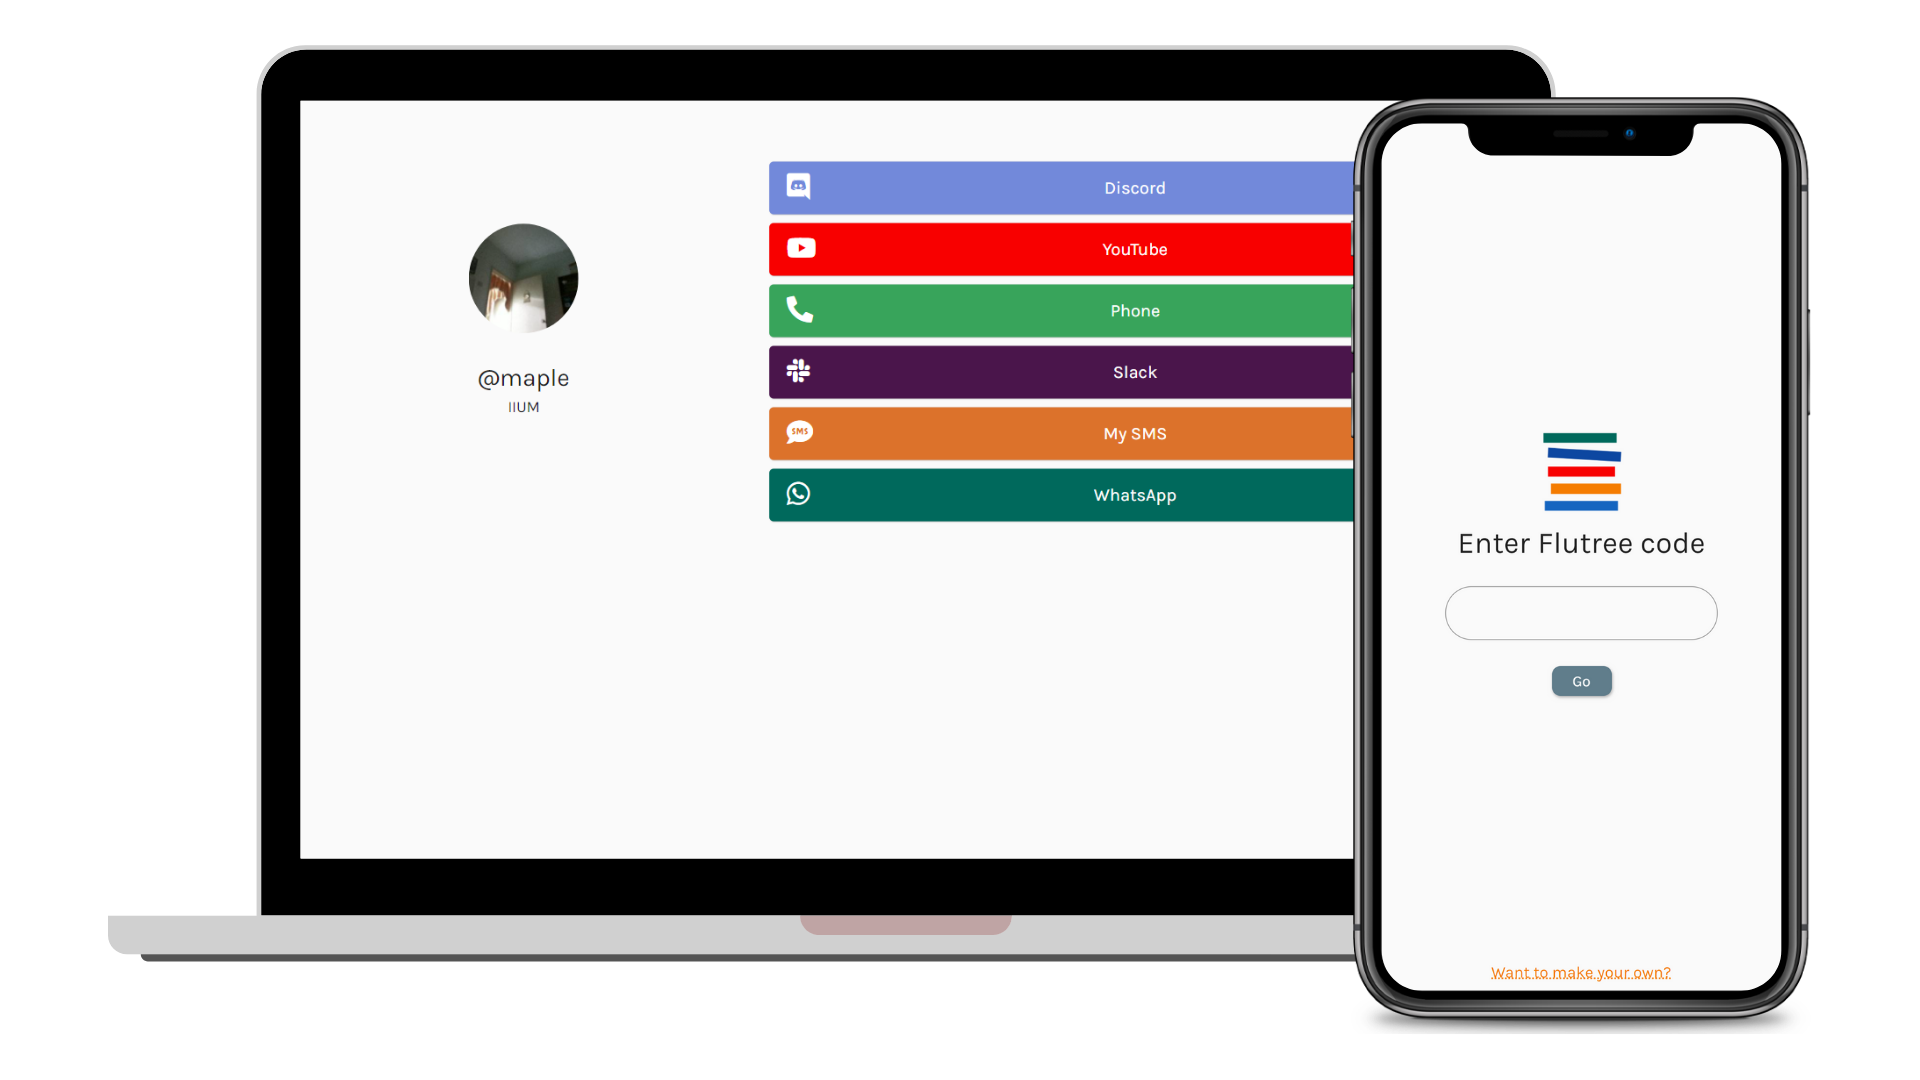 @maple
IIUM
Discord
YouTube
Phone
Slack
SMS
My SMS
WhatsApp
Enter Flutree code
Go
Want to make your own?